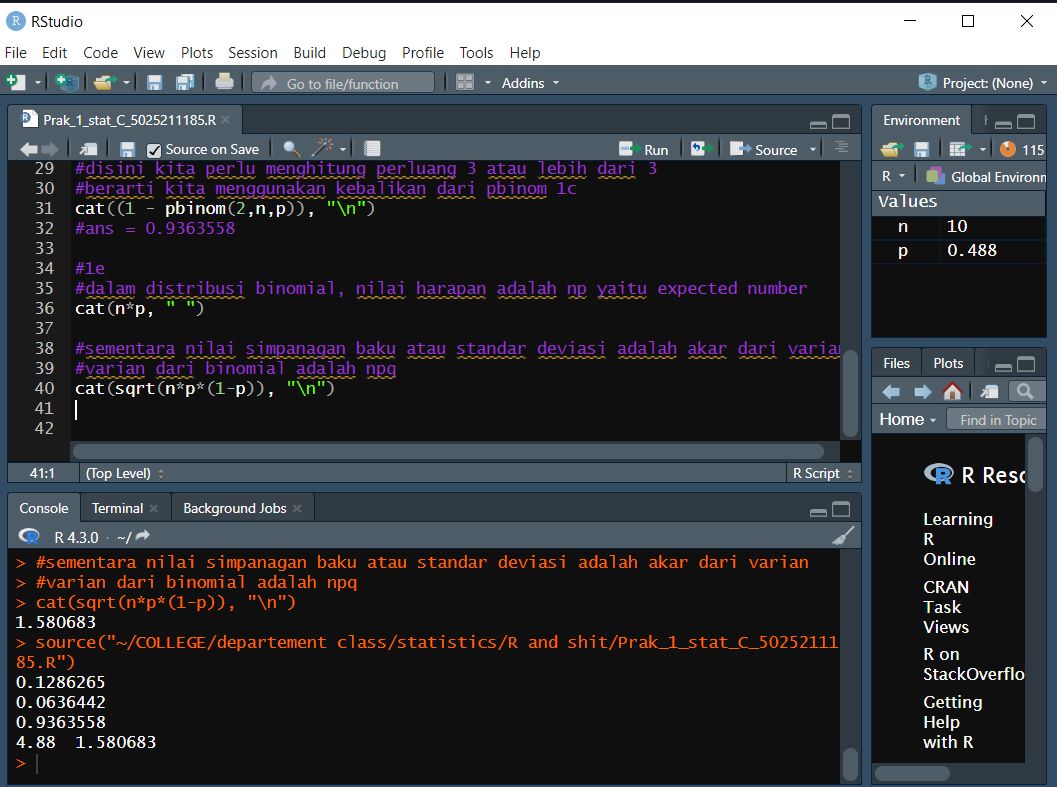 RStudio
File Edit Code View Plots Session Build Debug Profile Tools Help
Go to file/function
Addins
Project: (None)
Prak_1_stat_C_5025211185.R
Source on Save
Run
Source
29 #disini kita perlu menghitung perluang 3 atau lebih dari 3
30 #berarti kita menggunakan kebalikan dari pbinom 1c
31 cat((1 - pbinom(2,n,p)), "\n")
32 #ans = 0.9363558
33
34 #1e
35 #dalam distribusi binomial, nilai harapan adalah np yaitu expected number
36 cat(n*p, " ")
37
38 #sementara nilai simpanagan baku atau standar deviasi adalah akar dari varian
39 #varian dari binomial adalah npq
40 cat(sqrt(n*p*(1-p)), "\n")
41
42
41:1 (Top Level) R Script
Console Terminal Background Jobs
R 4.3.0 · ~/
> #sementara nilai simpanagan baku atau standar deviasi adalah akar dari varian
> #varian dari binomial adalah npq
> cat(sqrt(n*p*(1-p)), "\n")
1.580683
> source("~/COLLEGE/departement class/statistics/R and shit/Prak_1_stat_C_50252111
85.R")
0.1286265
0.0636442
0.9363558
4.88  1.580683
>
Environment
115
R Global Environm
Values
n 10
p 0.488
Files Plots
Home Find in Topic
R Reso
Learning
R
Online
CRAN
Task
Views
R on
StackOverflo
Getting
Help
with R